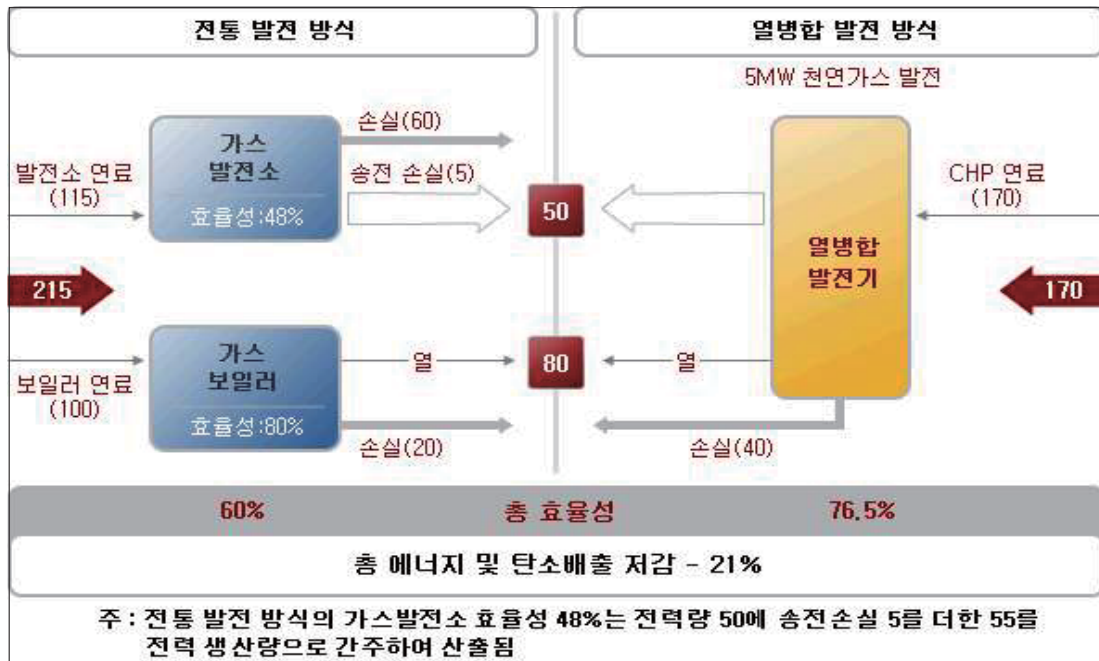 전통 발전 방식
열병합 발전 방식
5MW 천연가스 발전
손실(60)
가스
발전소
효율성:48%
발전소 연료
(115)
송전 손실(5)
50
CHP 연료
(170)
열병합
발전기
215
170
가스
보일러
효율성:80%
보일러 연료
(100)
열
80
열
손실(20)
손실(40)
60%
총 효율성
76.5%
총 에너지 및 탄소배출 저감 - 21%
주 : 전통 발전 방식의 가스발전소 효율성 48%는 전력량 50에 송전손실 5를 더한 55를
전력 생산량으로 간주하여 산출됨